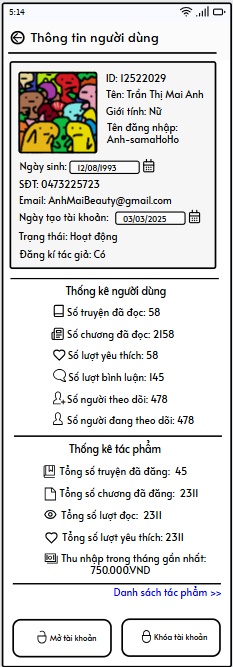 5:14
Thông tin người dùng
ID: 12522029
Tên: Trần Thị Mai Anh
Giới tính: Nữ
Tên đăng nhập:
Anh-samaHoHo
Ngày sinh: 12/08/1993
SĐT: 0473225723
Email: AnhMaiBeauty@gmail.com
Ngày tạo tài khoản: 03/03/2025
Trạng thái: Hoạt động
Đăng kí tác giả: Có
Thống kê người dùng
Số truyện đã đọc: 58
Số chương đã đọc: 2158
Số lượt yêu thích: 58
Số lượt bình luận: 145
Số người theo dõi: 478
Số người đang theo dõi: 478
Thống kê tác phẩm
Tổng số truyện đã đăng: 45
Tổng số chương đã đăng: 2311
Tổng số lượt đọc: 2311
Tổng số lượt yêu thích: 2311
Thu nhập trong tháng gần nhất:
750.000.VND
Danh sách tác phẩm >>
Mở tài khoản
Khóa tài khoản